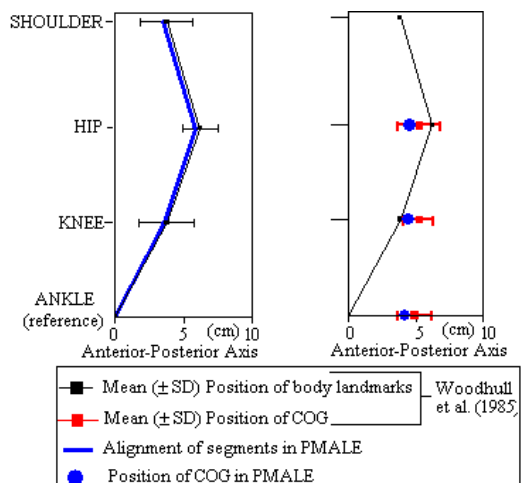 SHOULDER
HIP
KNEE
ANKLE
(reference)
0
5
(cm)
10
Anterior-Posterior Axis
0
5
(cm)
10
Anterior-Posterior Axis
Mean (±SD) Position of body landmarks
Mean (±SD) Position of COG
Woodhull
et al. (1985)
Alignment of segments in PMALE
Position of COG in PMALE